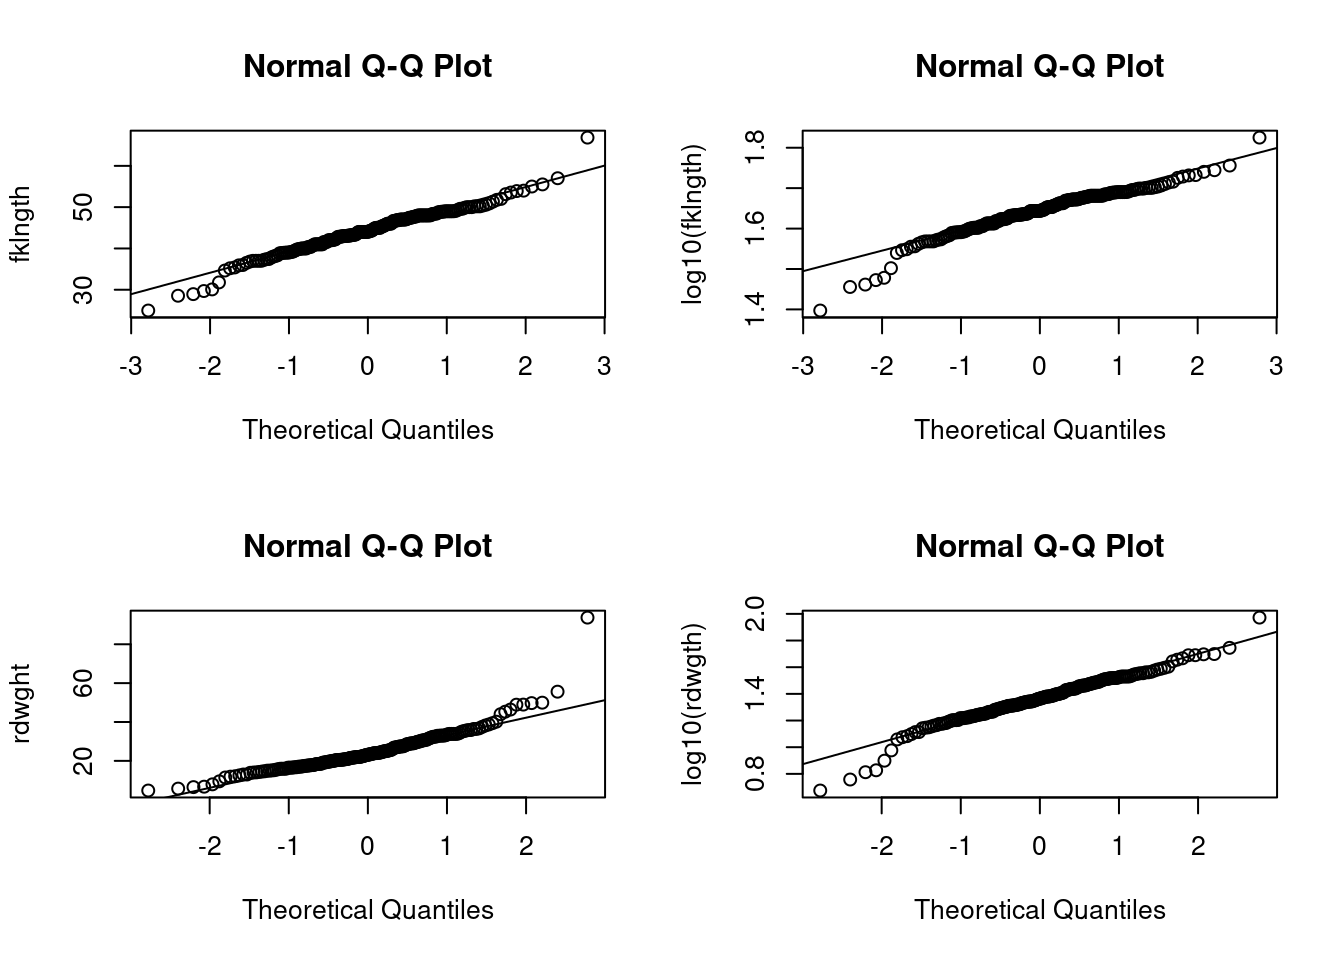 Normal Q-Q Plot
fklngth
30
50
-3 -2 -1 0 1 2 3
Theoretical Quantiles
Normal Q-Q Plot
log10(fklngth)
1.4
1.6
1.8
-3 -2 -1 0 1 2 3
Theoretical Quantiles
Normal Q-Q Plot
rdwght
20
60
-2 -1 0 1 2
Theoretical Quantiles
Normal Q-Q Plot
log10(rdwgth)
0.8
1.4
2.0
-2 -1 0 1 2
Theoretical Quantiles